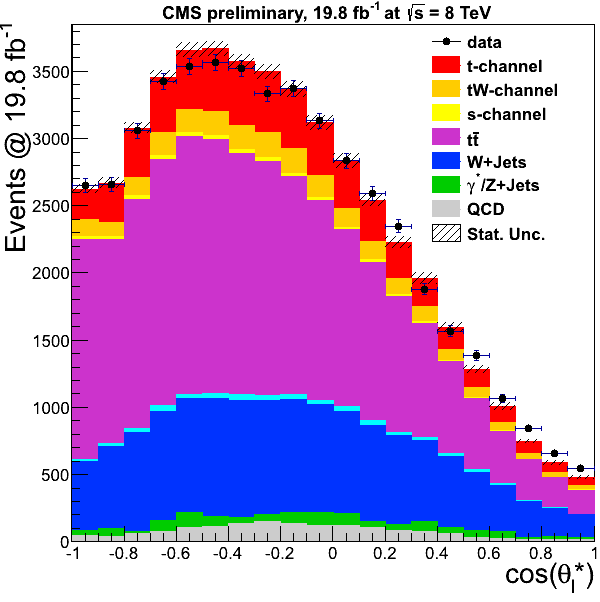 CMS preliminary, 19.8 fb⁻¹ at √s = 8 TeV
Events @ 19.8 fb⁻¹
3500
3000
2500
2000
1500
1000
500
0
data
t-channel
tW-channel
s-channel
tt̄
W+Jets
γ*/Z+Jets
QCD
Stat. Unc.
-1 -0.8 -0.6 -0.4 -0.2 0 0.2 0.4 0.6 0.8 1
cos(θₗ*)